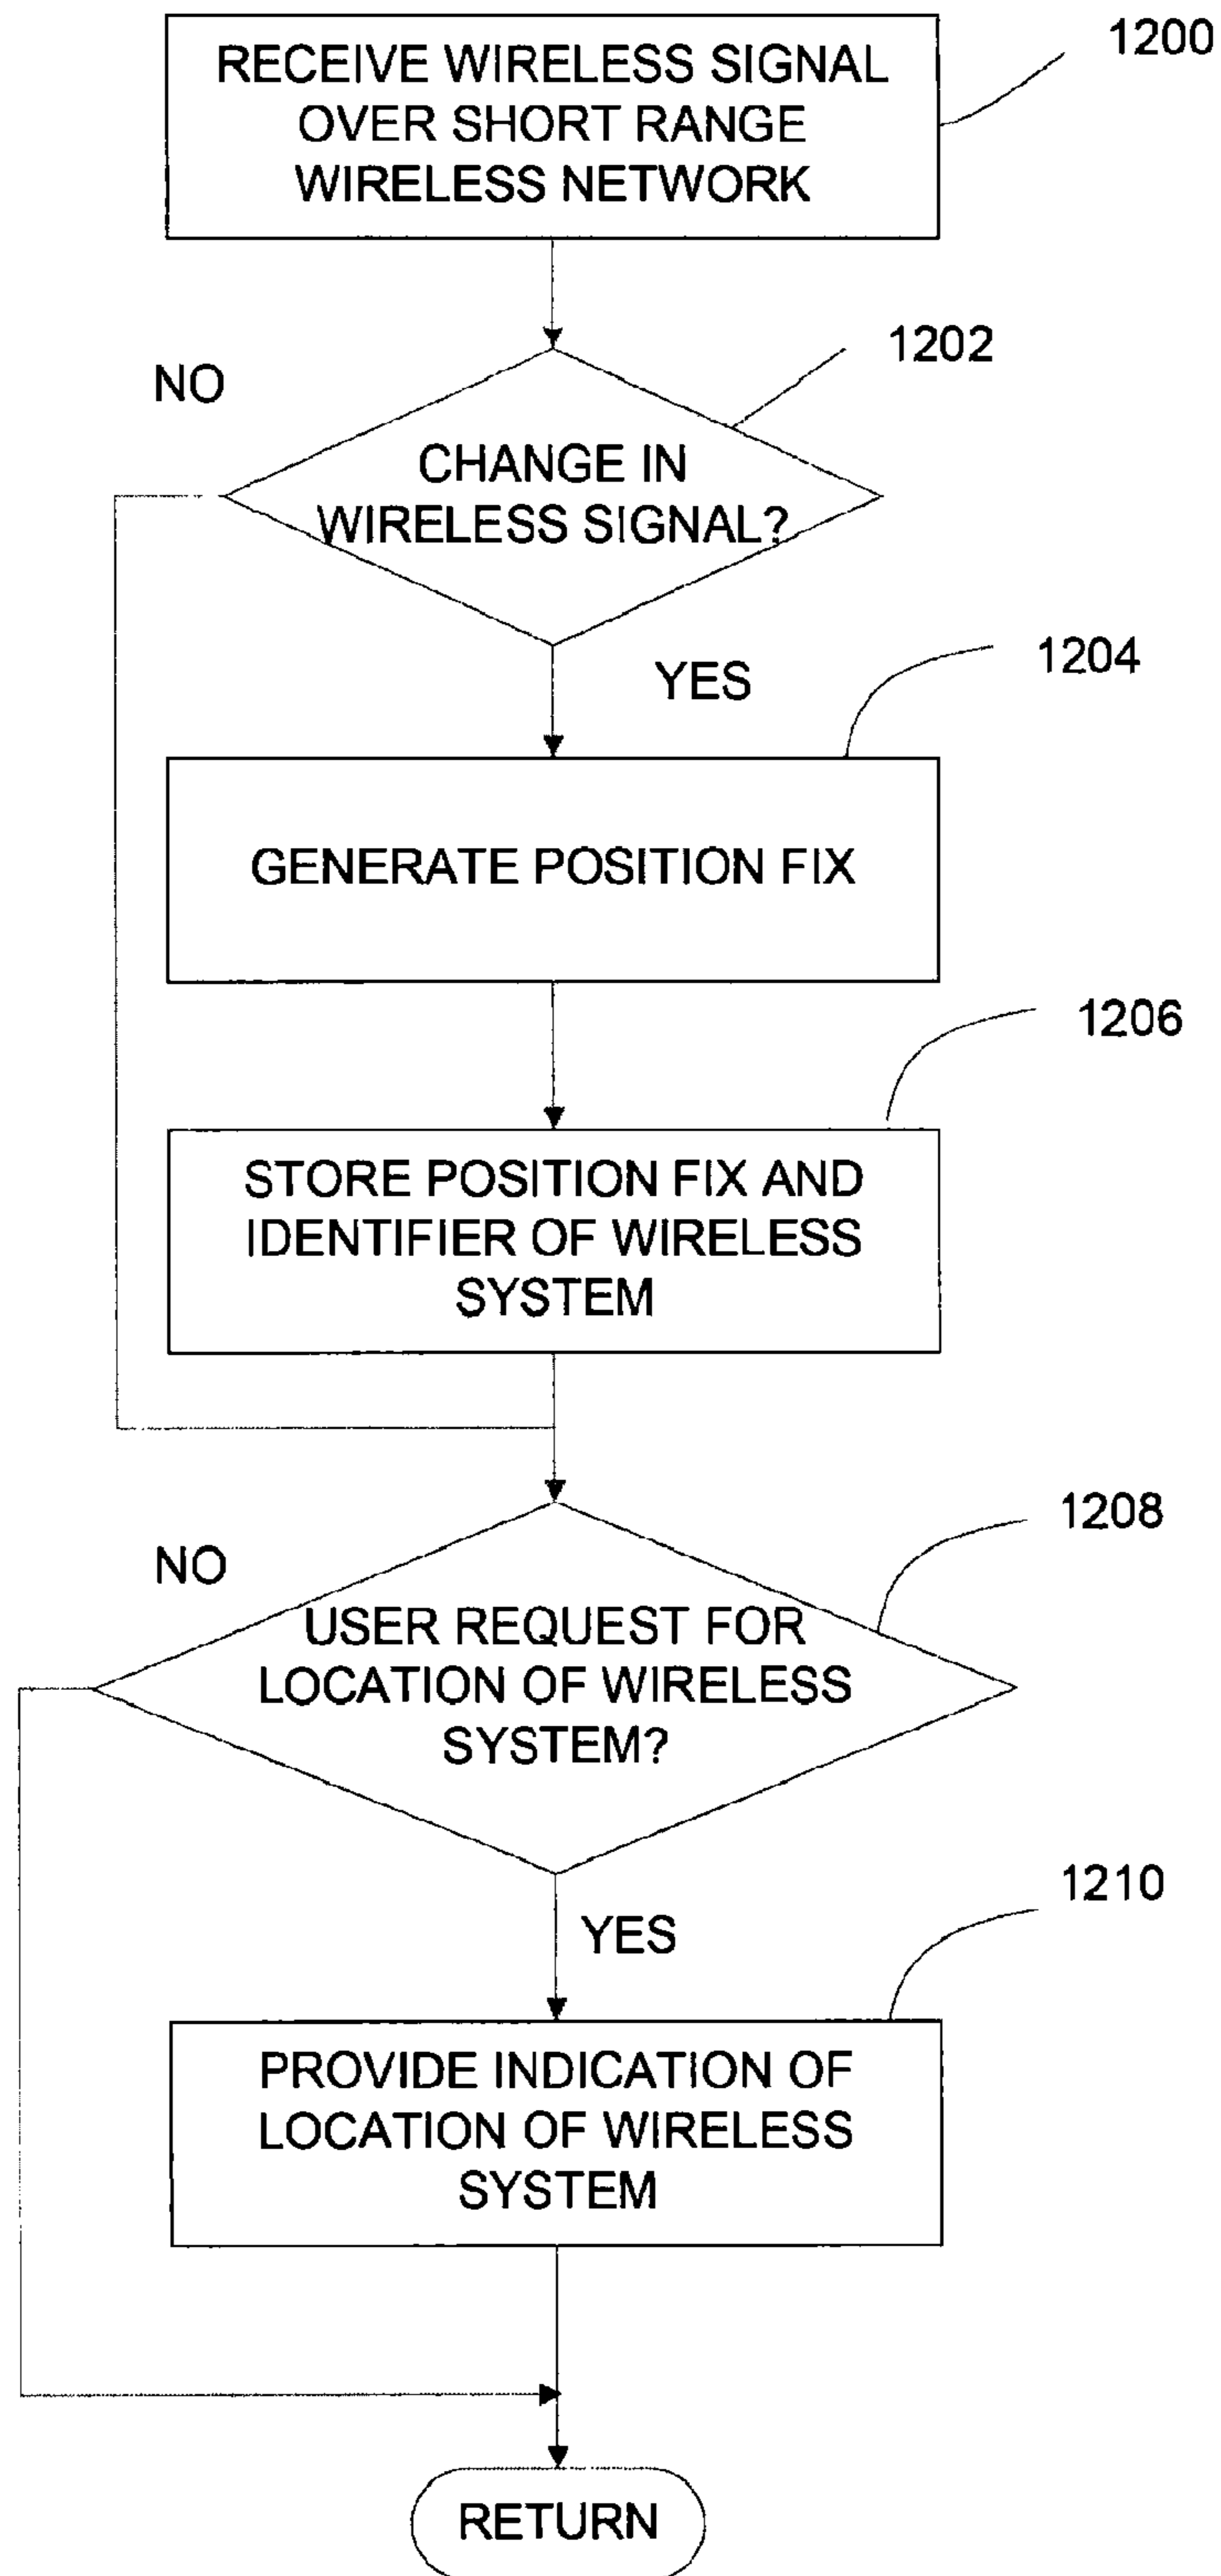 RECEIVE WIRELESS SIGNAL
OVER SHORT RANGE
WIRELESS NETWORK
1200
1202
NO
CHANGE IN
WIRELESS SIGNAL?
YES
1204
GENERATE POSITION FIX
1206
STORE POSITION FIX AND
IDENTIFIER OF WIRELESS
SYSTEM
1208
NO
USER REQUEST FOR
LOCATION OF WIRELESS
SYSTEM?
1210
YES
PROVIDE INDICATION OF
LOCATION OF WIRELESS
SYSTEM
RETURN